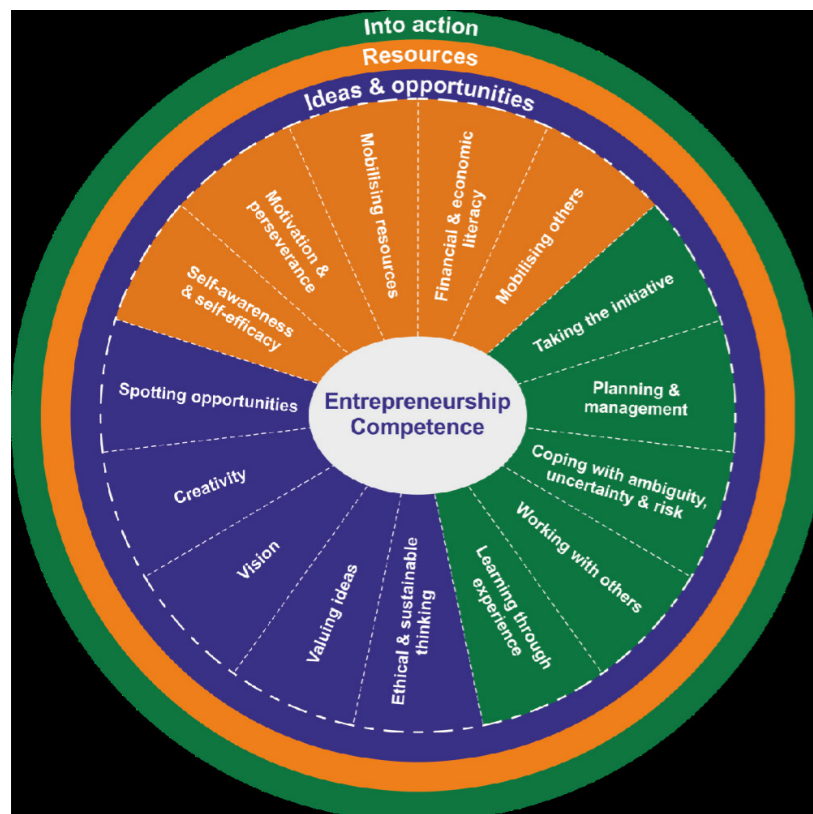 Into action
Resources
Ideas & opportunities
Mobilising resources
Financial & economic
literacy
Mobilising others
Motivation &
perseverance
Self-awareness
& self-efficacy
Taking the initiative
Planning &
management
Coping with ambiguity,
uncertainty & risk
Working with others
Learning through
experience
Ethical & sustainable
thinking
Valuing ideas
Vision
Creativity
Spotting opportunities
Entrepreneurship
Competence